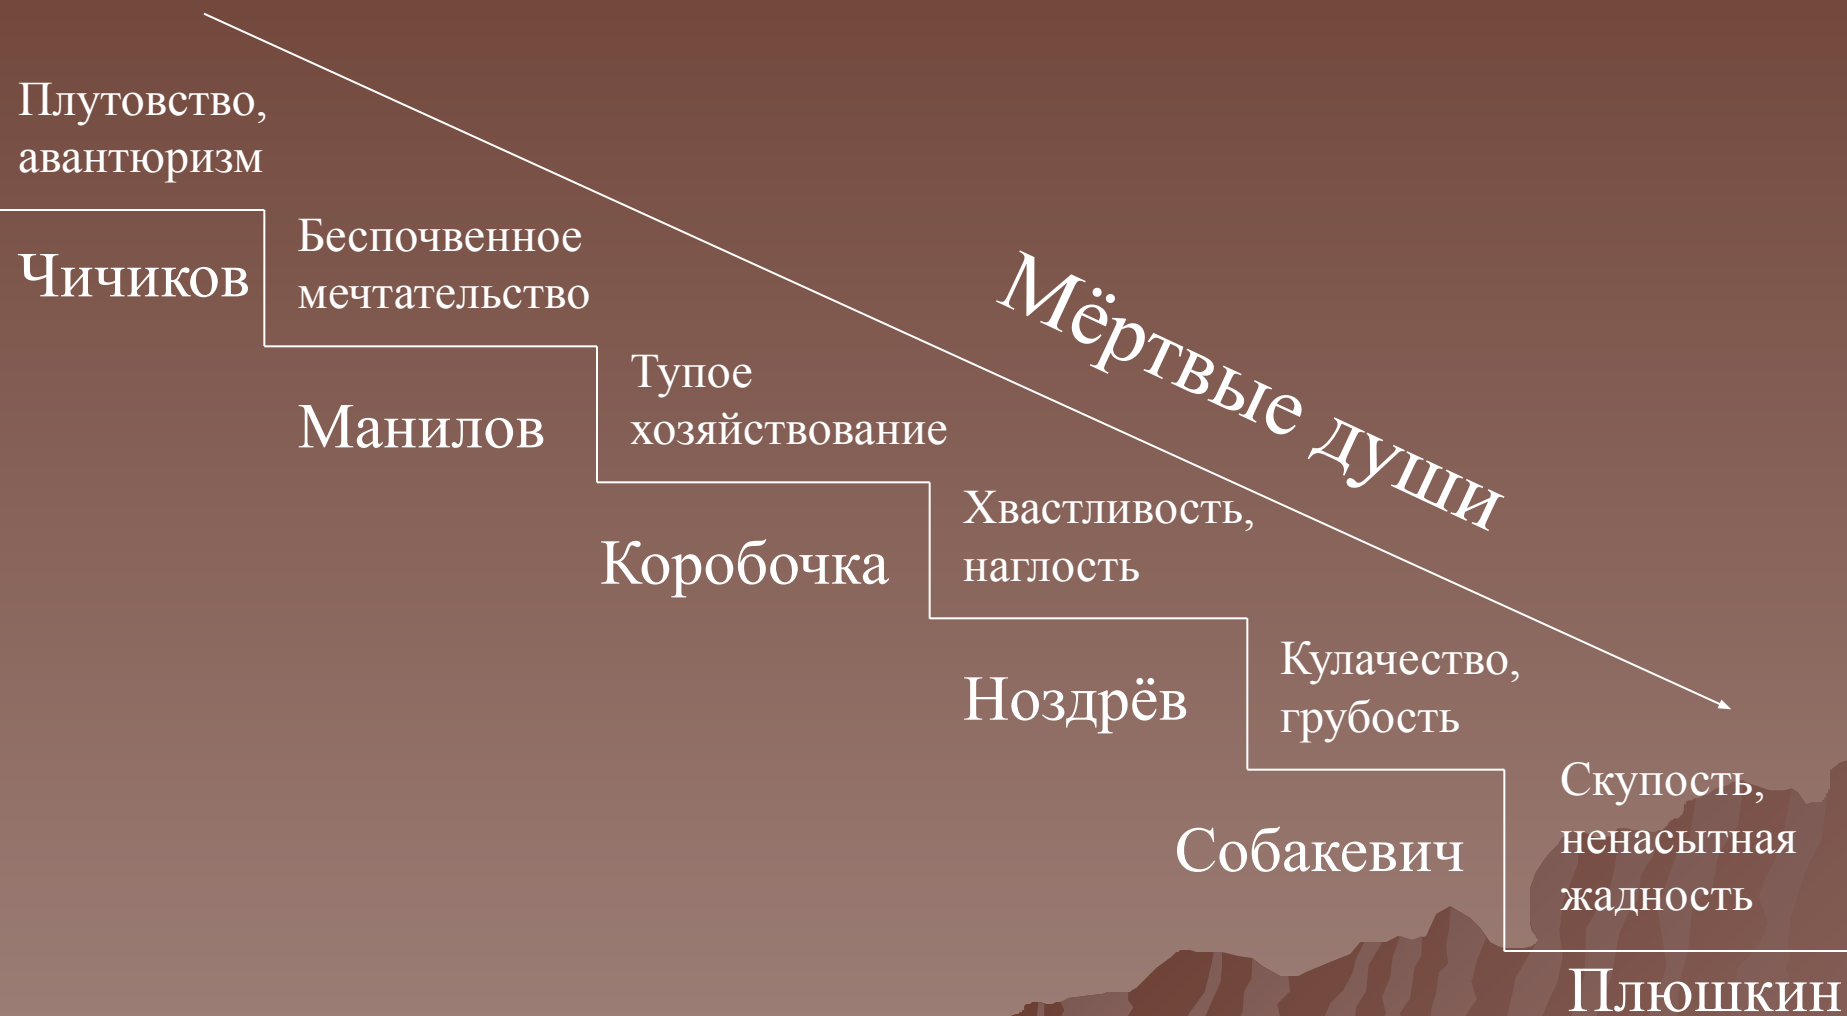 Плутовство,
авантюризм
Чичиков
Беспочвенное
мечтательство
Манилов
Тупое
хозяйствование
Коробочка
Хвастливость,
наглость
Ноздрёв
Кулачество,
грубость
Собакевич
Скупость,
ненасытная
жадность
Плюшкин
Мёртвые души